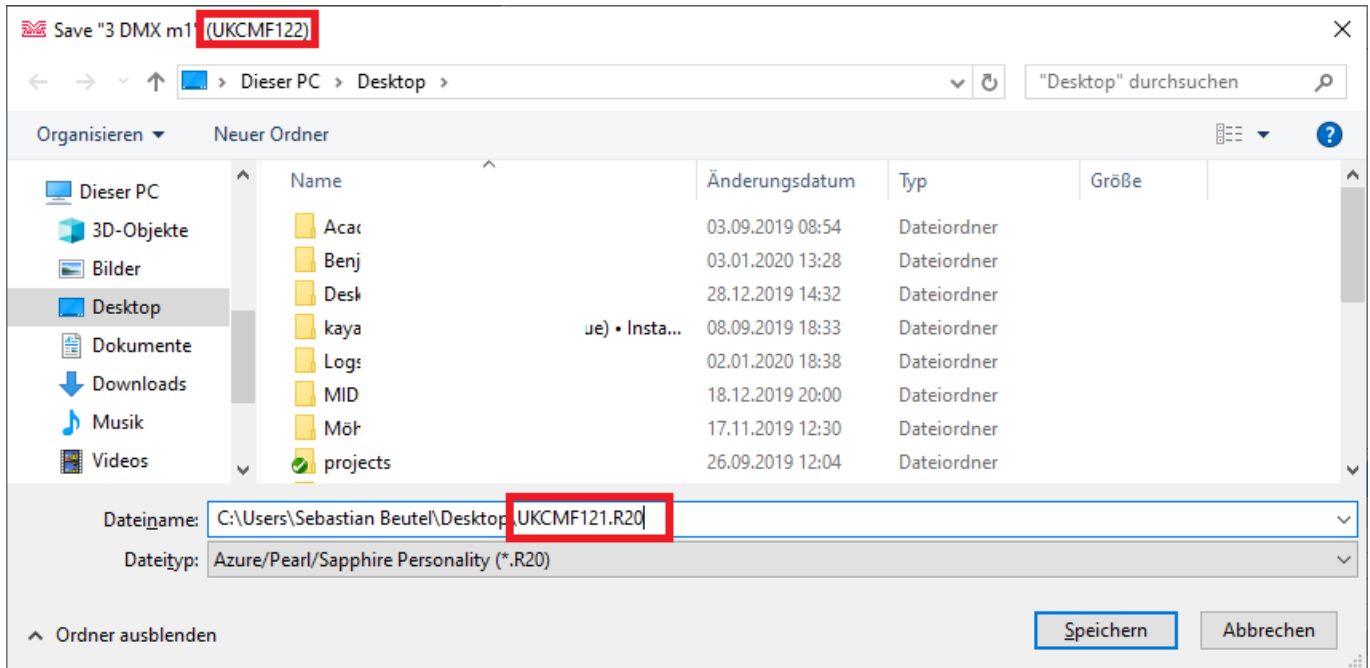 Save "3 DMX m1" (UKCMF122)
Dieser PC › Desktop ›
"Desktop" durchsuchen
Organisieren
Neuer Ordner
?
Name Änderungsdatum Typ Größe
Dieser PC
3D-Objekte
Bilder
Desktop
Dokumente
Downloads
Musik
Videos
03.09.2019 08:54 Dateiordner
Benj 03.01.2020 13:28 Dateiordner
Desk 28.12.2019 14:32 Dateiordner
kaya ue) • Insta... 08.09.2019 18:33 Dateiordner
Logs 02.01.2020 18:38 Dateiordner
MID 18.12.2019 20:00 Dateiordner
Möh 17.11.2019 12:30 Dateiordner
projects 26.09.2019 12:04 Dateiordner
Dateiname: C:\Users\Sebastian Beutel\Desktop\UKCMF121.R20
Dateityp: Azure/Pearl/Sapphire Personality (*.R20)
Ordner ausblenden
Speichern
Abbrechen